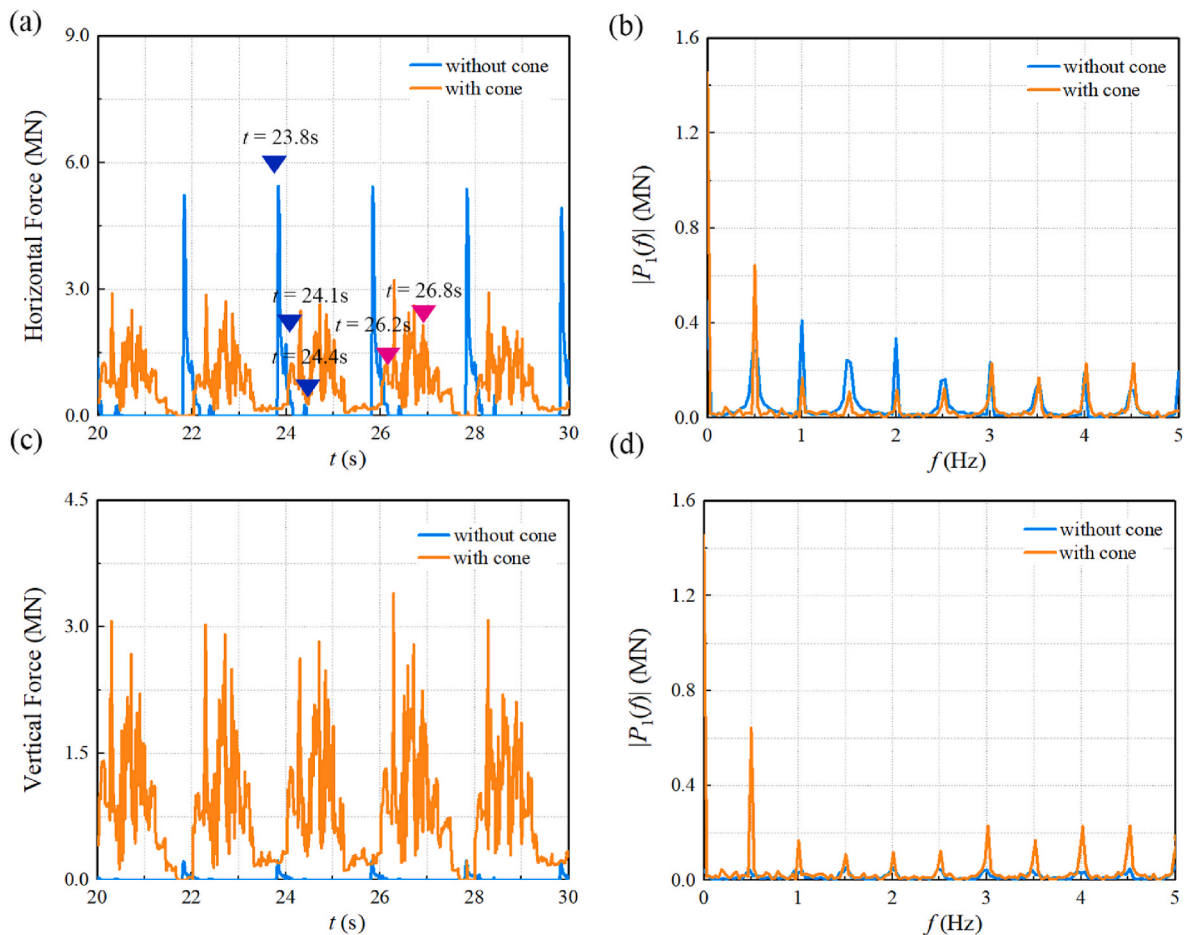 (a)
Horizontal Force (MN)
9.0
6.0
3.0
0.0
without cone
with cone
t = 23.8s
t = 24.1s
t = 26.8s
t = 26.2s
t = 24.4s
20 22 24 26 28 30
t (s)
(b)
|P1(f)| (MN)
1.6
1.2
0.8
0.4
0.0
without cone
with cone
0 1 2 3 4 5
f (Hz)
(c)
Vertical Force (MN)
4.5
3.0
1.5
0.0
without cone
with cone
20 22 24 26 28 30
t (s)
(d)
|P1(f)| (MN)
1.6
1.2
0.8
0.4
0.0
without cone
with cone
0 1 2 3 4 5
f (Hz)